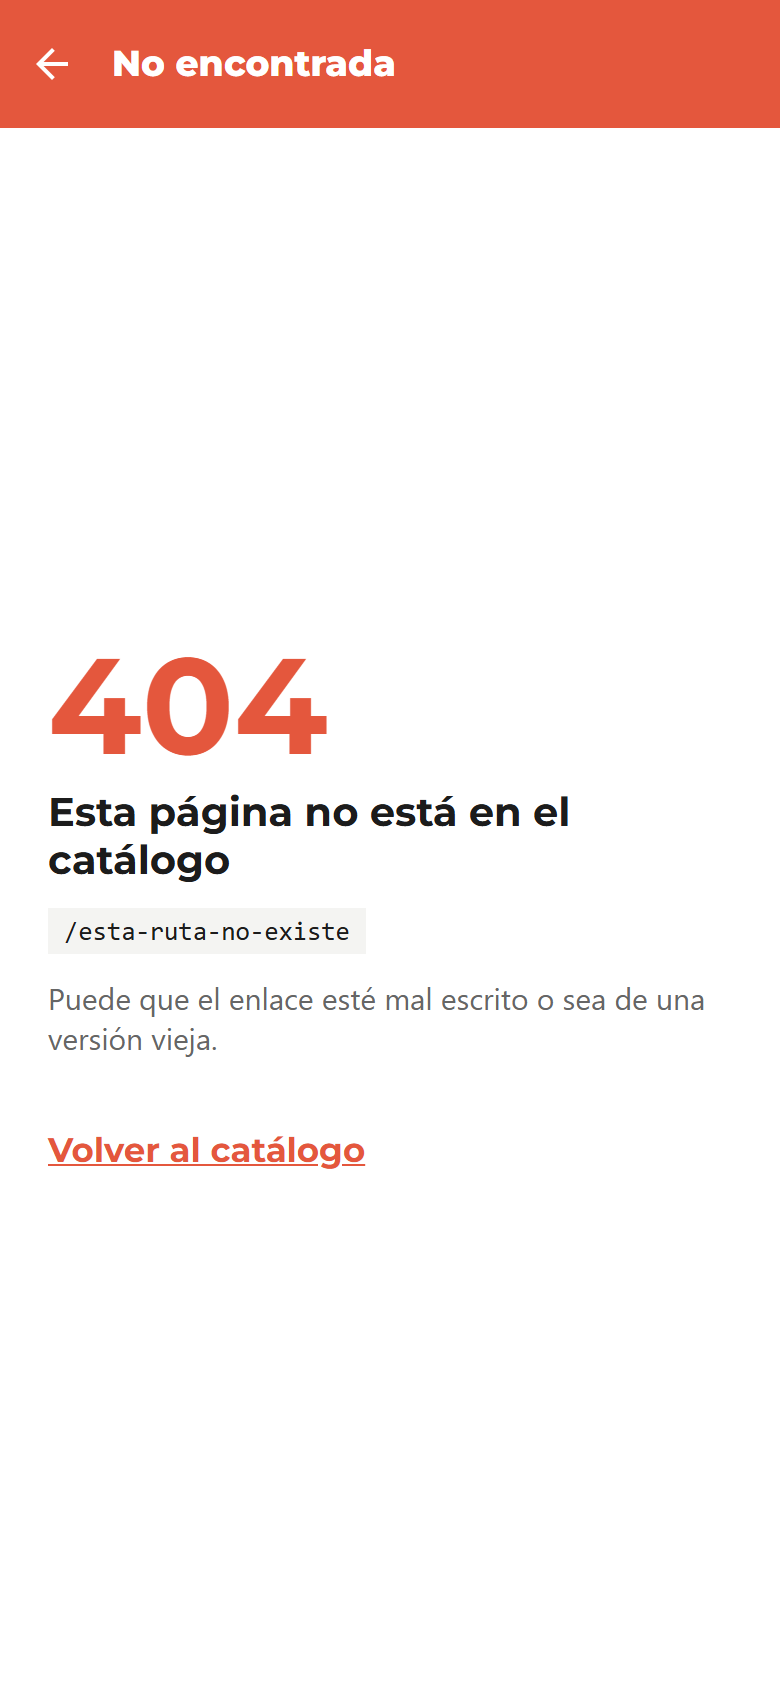 No encontrada
404
Esta página no está en el
catálogo
/esta-ruta-no-existe
Puede que el enlace esté mal escrito o sea de una
versión vieja.
Volver al catálogo